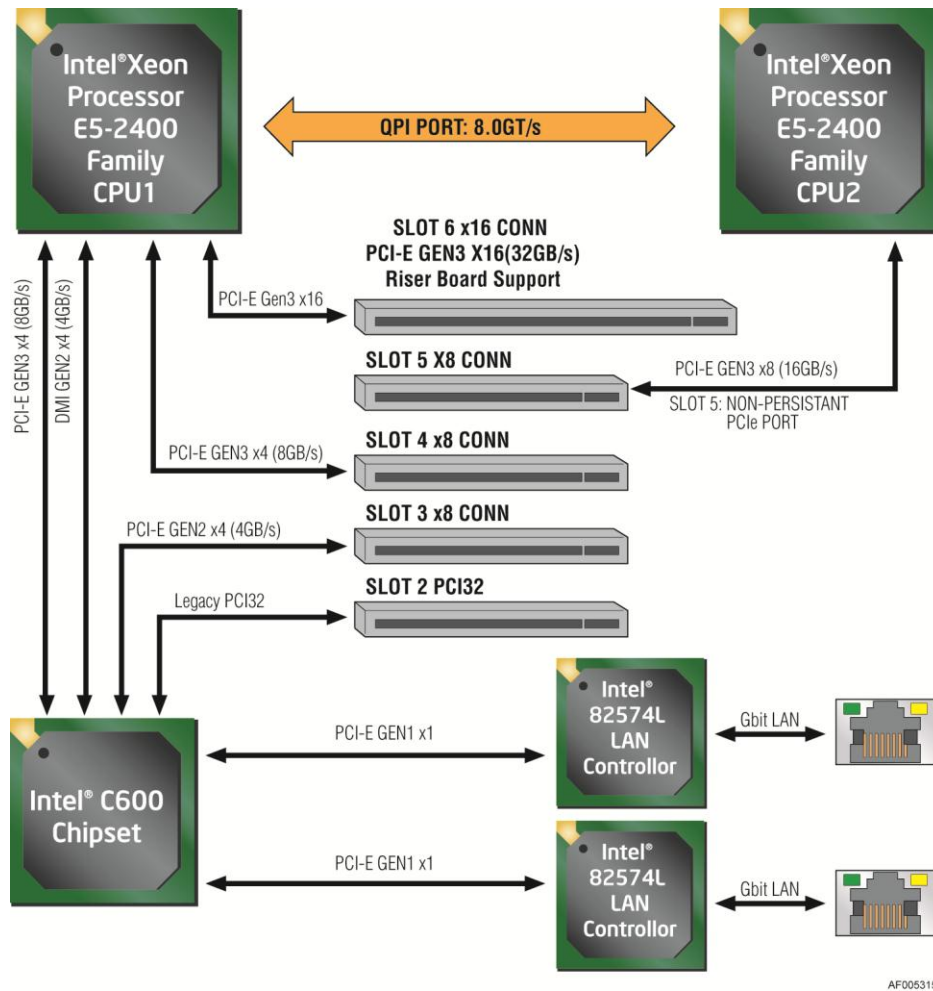 Intel®Xeon
Processor
E5-2400
Family
CPU1
QPI PORT: 8.0GT/s
Intel®Xeon
Processor
E5-2400
Family
CPU2
SLOT 6 x16 CONN
PCI-E GEN3 X16(32GB/s)
Riser Board Support
PCI-E Gen3 x16
PCI-E GEN3 x4 (8GB/s)
DMI GEN2 x4 (4GB/s)
SLOT 5 X8 CONN
PCI-E GEN3 x8 (16GB/s)
SLOT 5: NON-PERSISTANT
PCIe PORT
SLOT 4 x8 CONN
PCI-E GEN3 x4 (8GB/s)
SLOT 3 x8 CONN
PCI-E GEN2 x4 (4GB/s)
SLOT 2 PCI32
Legacy PCI32
Intel® C600
Chipset
PCI-E GEN1 x1
Intel®
82574L
LAN
Controllor
Gbit LAN
PCI-E GEN1 x1
Intel®
82574L
LAN
Controllor
Gbit LAN
AF005319